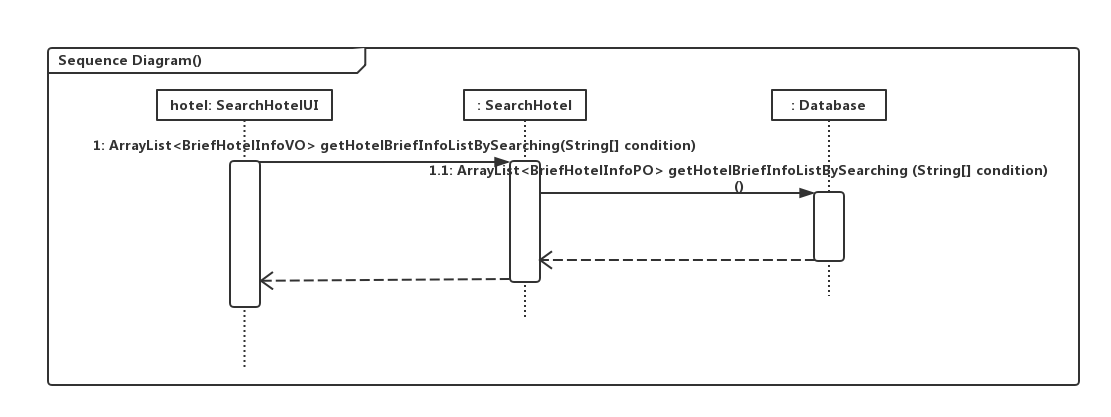 Sequence Diagram()
hotel: SearchHotelUI
: SearchHotel
: Database
1: ArrayList<BriefHotelInfoVO> getHotelBriefInfoListBySearching(String[] condition)
1.1: ArrayList<BriefHotelInfoPO> getHotelBriefInfoListBySearching (String[] condition)
()